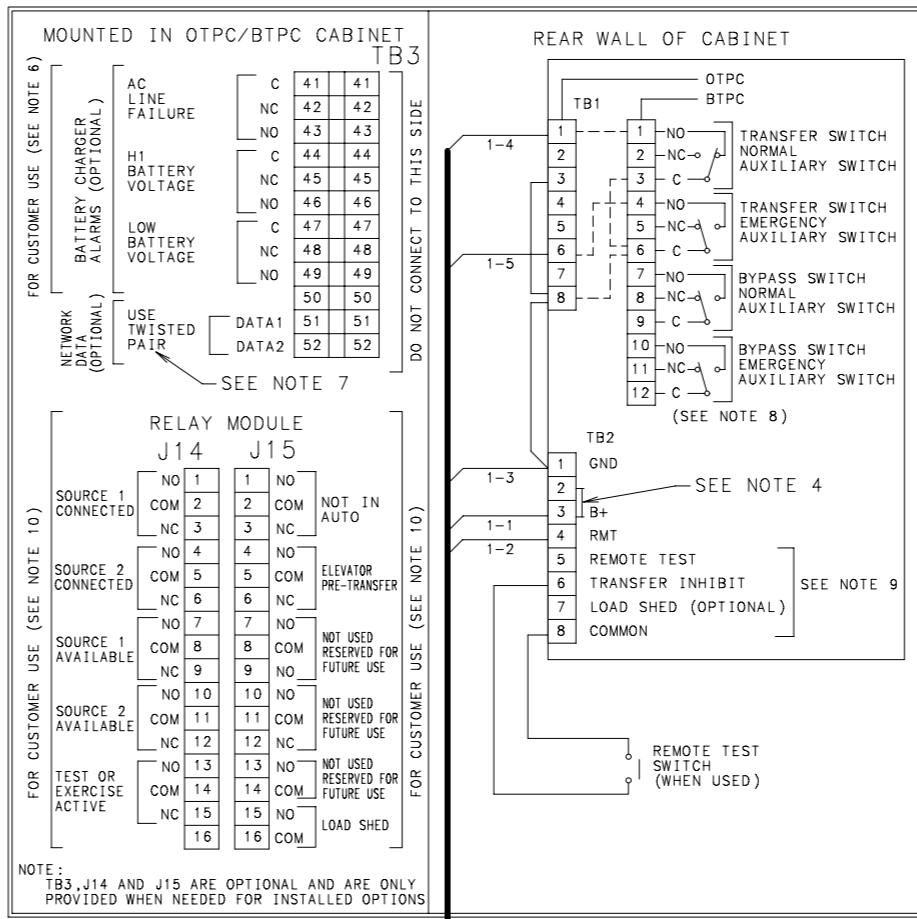 MOUNTED IN OTPC/BTPC CABINET
TB3
FOR CUSTOMER USE (SEE NOTE 6)
BATTERY CHARGER
ALARMS (OPTIONAL)
AC
LINE
FAILURE
C 41 41
NC 42 42
NO 43 43
H1
BATTERY
VOLTAGE
C 44 44
NC 45 45
NO 46 46
LOW
BATTERY
VOLTAGE
C 47 47
NC 48 48
NO 49 49
50 50
NETWORK
DATA
(OPTIONAL)
USE
TWISTED
PAIR
DATA1 51 51
DATA2 52 52
DO NOT CONNECT TO THIS SIDE
SEE NOTE 7
RELAY MODULE
J14 J15
FOR CUSTOMER USE (SEE NOTE 10)
SOURCE 1
CONNECTED
NO 1
COM 2
NC 3
SOURCE 2
CONNECTED
NO 4
COM 5
NC 6
SOURCE 1
AVAILABLE
NO 7
COM 8
NC 9
SOURCE 2
AVAILABLE
NO 10
COM 11
NC 12
TEST OR
EXERCISE
ACTIVE
NO 13
COM 14
NC 15
16
1 NO
2 COM
3 NC
NOT IN
AUTO
4 NO
5 COM
6 NC
ELEVATOR
PRE-TRANSFER
7 NO
8 COM
9 NO
NOT USED
RESERVED FOR
FUTURE USE
10 NO
11 COM
12 NC
NOT USED
RESERVED FOR
FUTURE USE
13 NO
14 COM
NOT USED
RESERVED FOR
FUTURE USE
15 NO
16 COM
LOAD SHED
FOR CUSTOMER USE (SEE NOTE 10)
NOTE:
TB3,J14 AND J15 ARE OPTIONAL AND ARE ONLY
PROVIDED WHEN NEEDED FOR INSTALLED OPTIONS
REAR WALL OF CABINET
OTPC
BTPC
TB1
1
2
3
4
5
6
7
8
1-4
1-5
1 NO
2 NC
3 C
TRANSFER SWITCH
NORMAL
AUXILIARY SWITCH
4 NO
5 NC
6 C
TRANSFER SWITCH
EMERGENCY
AUXILIARY SWITCH
7 NO
8 NC
9 C
BYPASS SWITCH
NORMAL
AUXILIARY SWITCH
10 NO
11 NC
12 C
BYPASS SWITCH
EMERGENCY
AUXILIARY SWITCH
(SEE NOTE 8)
TB2
1-3
1 GND
2
SEE NOTE 4
1-1
3 B+
1-2
4 RMT
5 REMOTE TEST
6 TRANSFER INHIBIT
7 LOAD SHED (OPTIONAL)
8 COMMON
SEE NOTE 9
REMOTE TEST
SWITCH
(WHEN USED)